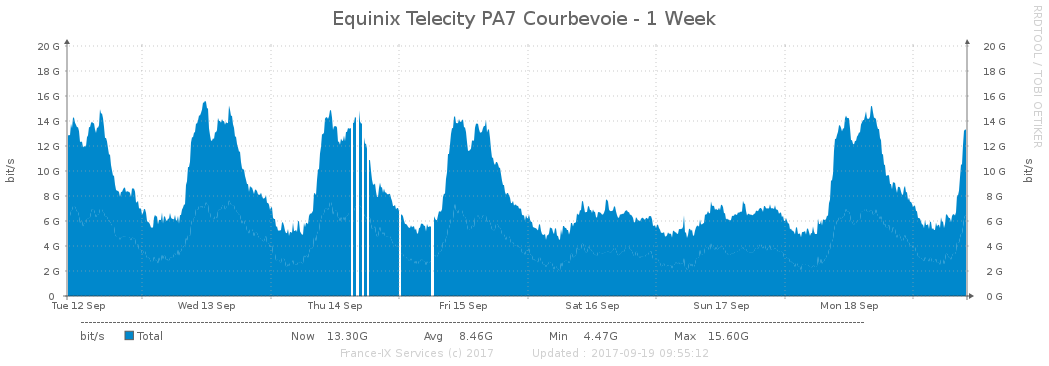 Equinix Telecity PA7 Courbevoie - 1 Week
RRDTOOL / TOBI OETIKER
bit/s
20 G 20 G
18 G 18 G
16 G 16 G
14 G 14 G
12 G 12 G
10 G 10 G
8 G 8 G
6 G 6 G
4 G 4 G
2 G 2 G
0 0 G
bit/s
Tue 12 Sep Wed 13 Sep Thu 14 Sep Fri 15 Sep Sat 16 Sep Sun 17 Sep Mon 18 Sep
bit/s Total Now 13.30G Avg 8.46G Min 4.47G Max 15.60G
France-IX Services (c) 2017 Updated : 2017-09-19 09:55:12